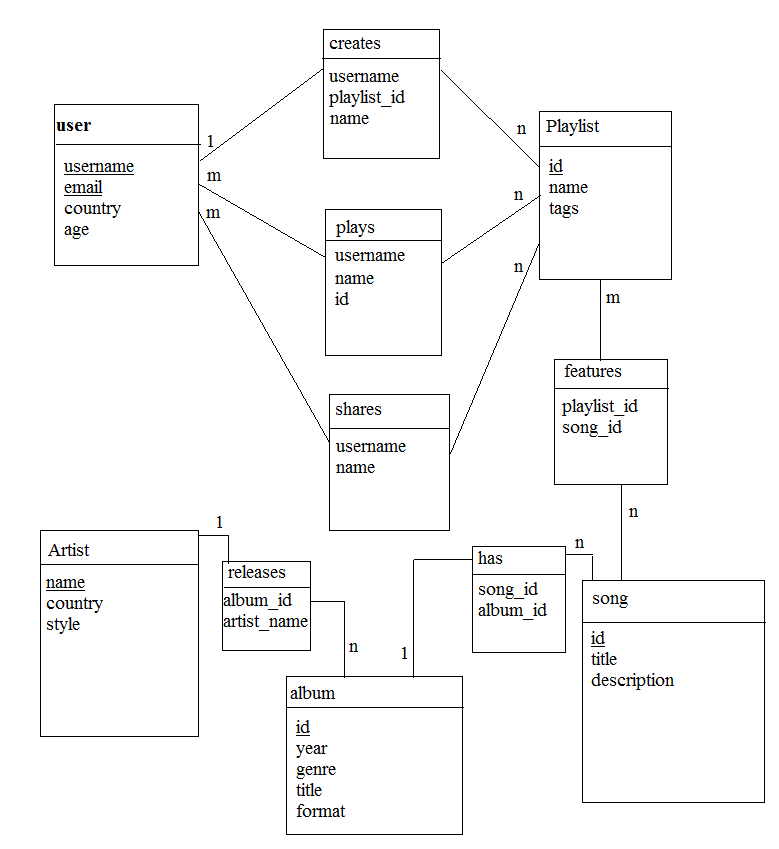 creates
username
playlist_id
name
user
username
email
country
age
1
m
m
Playlist
id
name
tags
n
n
n
m
plays
username
name
id
features
playlist_id
song_id
n
shares
username
name
Artist
name
country
style
1
releases
album_id
artist_name
n
has
song_id
album_id
n
1
song
id
title
description
album
id
year
genre
title
format